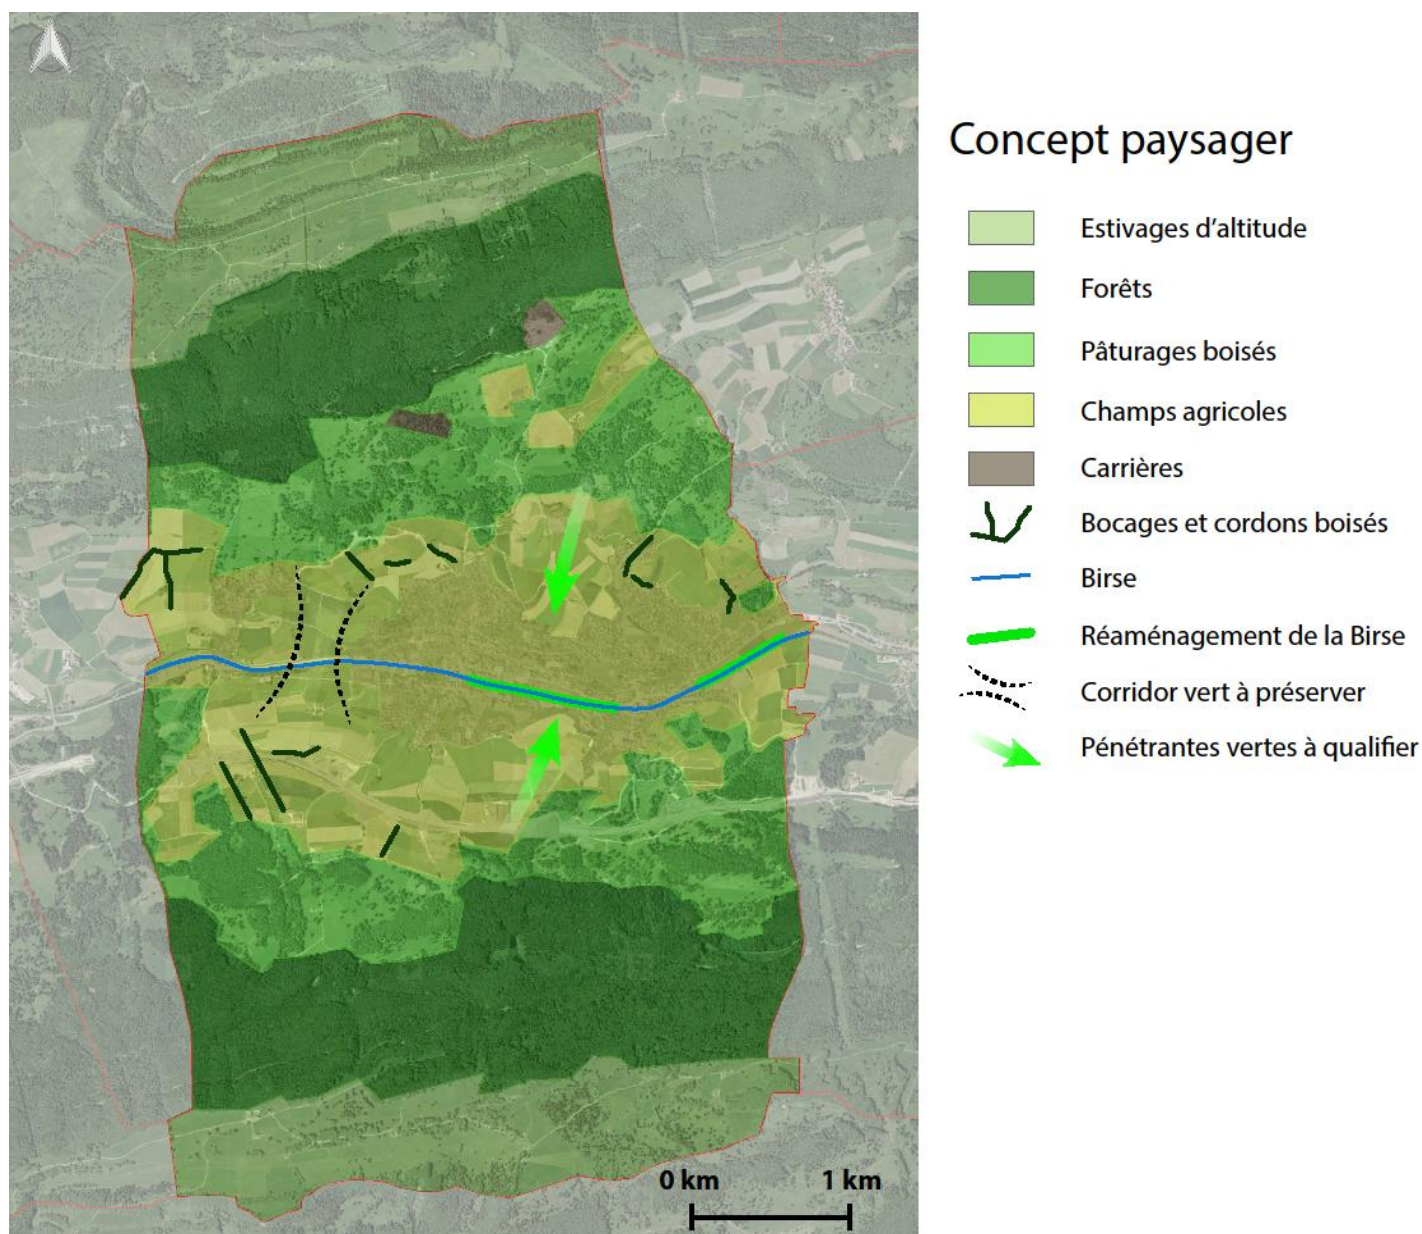 Concept paysager
Estivages d'altitude
Forêts
Pâturages boisés
Champs agricoles
Carrières
Bocages et cordons boisés
Birse
Réaménagement de la Birse
Corridor vert à préserver
Pénétrantes vertes à qualifier
0 km 1 km